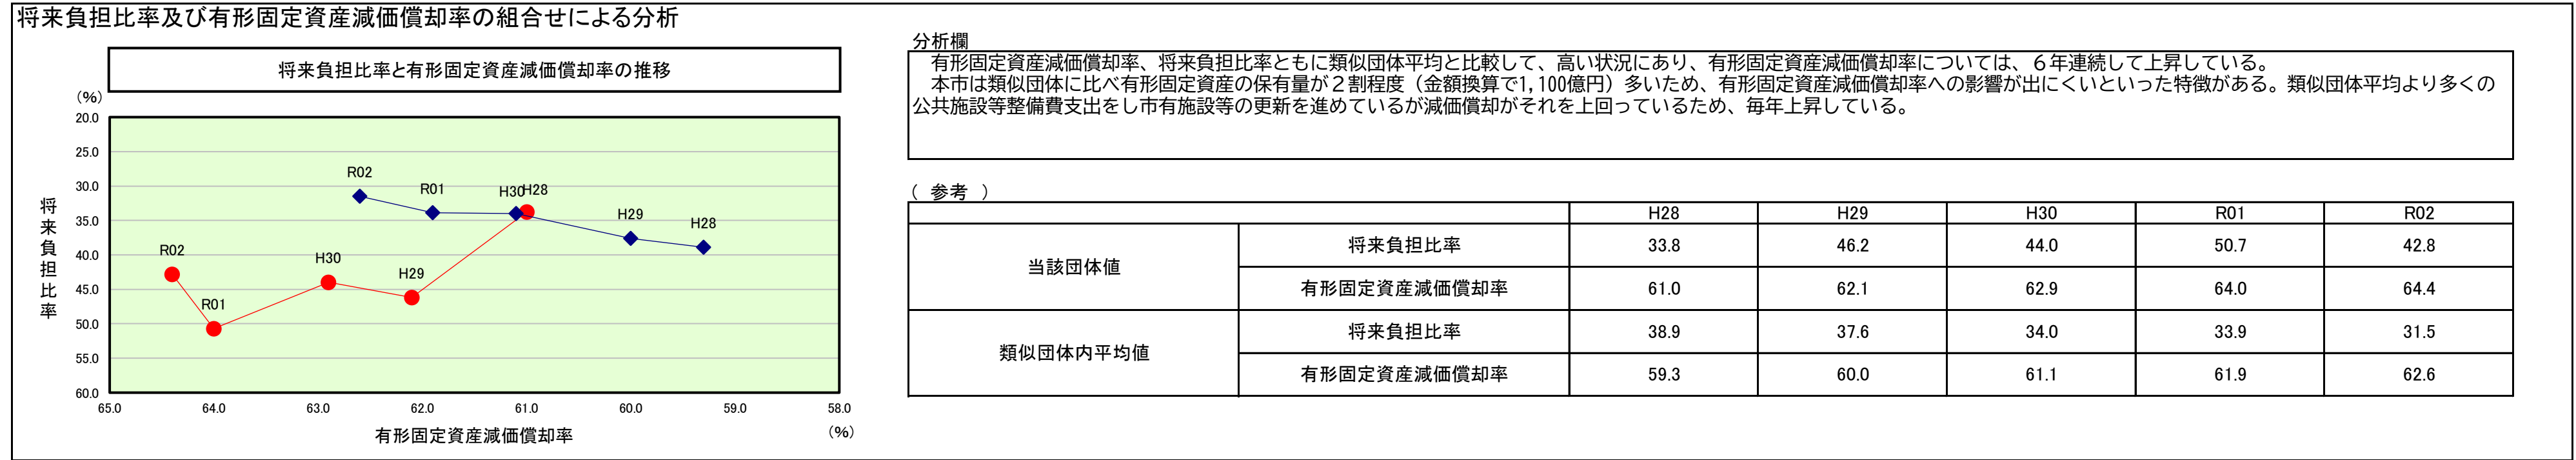 将来負担比率及び有形固定資産減価償却率の組合せによる分析
将来負担比率と有形固定資産減価償却率の推移
(%)
20.0
25.0
30.0
35.0
40.0
45.0
50.0
55.0
60.0
将来負担比率
R02
R01
H30
H28
H29
H28
R02
H30
H29
R01
65.0 64.0 63.0 62.0 61.0 60.0 59.0 58.0
有形固定資産減価償却率
(%)
分析欄
有形固定資産減価償却率、将来負担比率ともに類似団体平均と比較して、高い状況にあり、有形固定資産減価償却率については、６年連続して上昇している。
本市は類似団体に比べ有形固定資産の保有量が２割程度（金額換算で1,100億円）多いため、有形固定資産減価償却率への影響が出にくいといった特徴がある。類似団体平均より多くの
公共施設等整備費支出をし市有施設等の更新を進めているが減価償却がそれを上回っているため、毎年上昇している。
（ 参考 ）
H28 H29 H30 R01 R02
当該団体値
将来負担比率 33.8 46.2 44.0 50.7 42.8
有形固定資産減価償却率 61.0 62.1 62.9 64.0 64.4
類似団体内平均値
将来負担比率 38.9 37.6 34.0 33.9 31.5
有形固定資産減価償却率 59.3 60.0 61.1 61.9 62.6